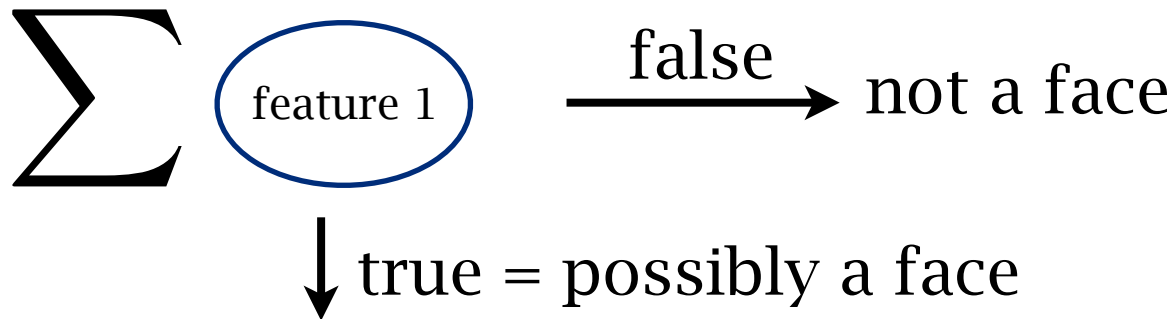 ∑ feature 1
false
not a face
true = possibly a face